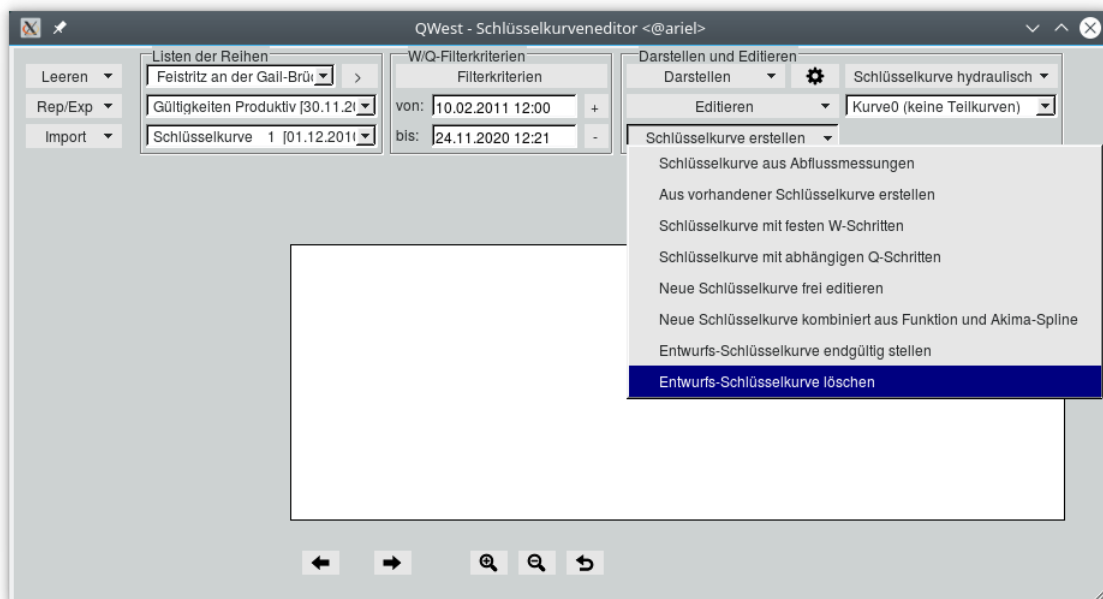 QWest - Schlüsselkurveneditor <@ariel>
Listen der Reihen
W/Q-Filterkriterien
Darstellen und Editieren
Leeren
Feistritz an der Gail-Brüc
>
Filterkriterien
Darstellen
Schlüsselkurve hydraulisch
Rep/Exp
Gültigkeiten Produktiv [30.11.20
von:
10.02.2011 12:00
+
Editieren
Kurve0 (keine Teilkurven)
Import
Schlüsselkurve 1 [01.12.2010
bis:
24.11.2020 12:21
-
Schlüsselkurve erstellen
Schlüsselkurve aus Abflussmessungen
Aus vorhandener Schlüsselkurve erstellen
Schlüsselkurve mit festen W-Schritten
Schlüsselkurve mit abhängigen Q-Schritten
Neue Schlüsselkurve frei editieren
Neue Schlüsselkurve kombiniert aus Funktion und Akima-Spline
Entwurfs-Schlüsselkurve endgültig stellen
Entwurfs-Schlüsselkurve löschen